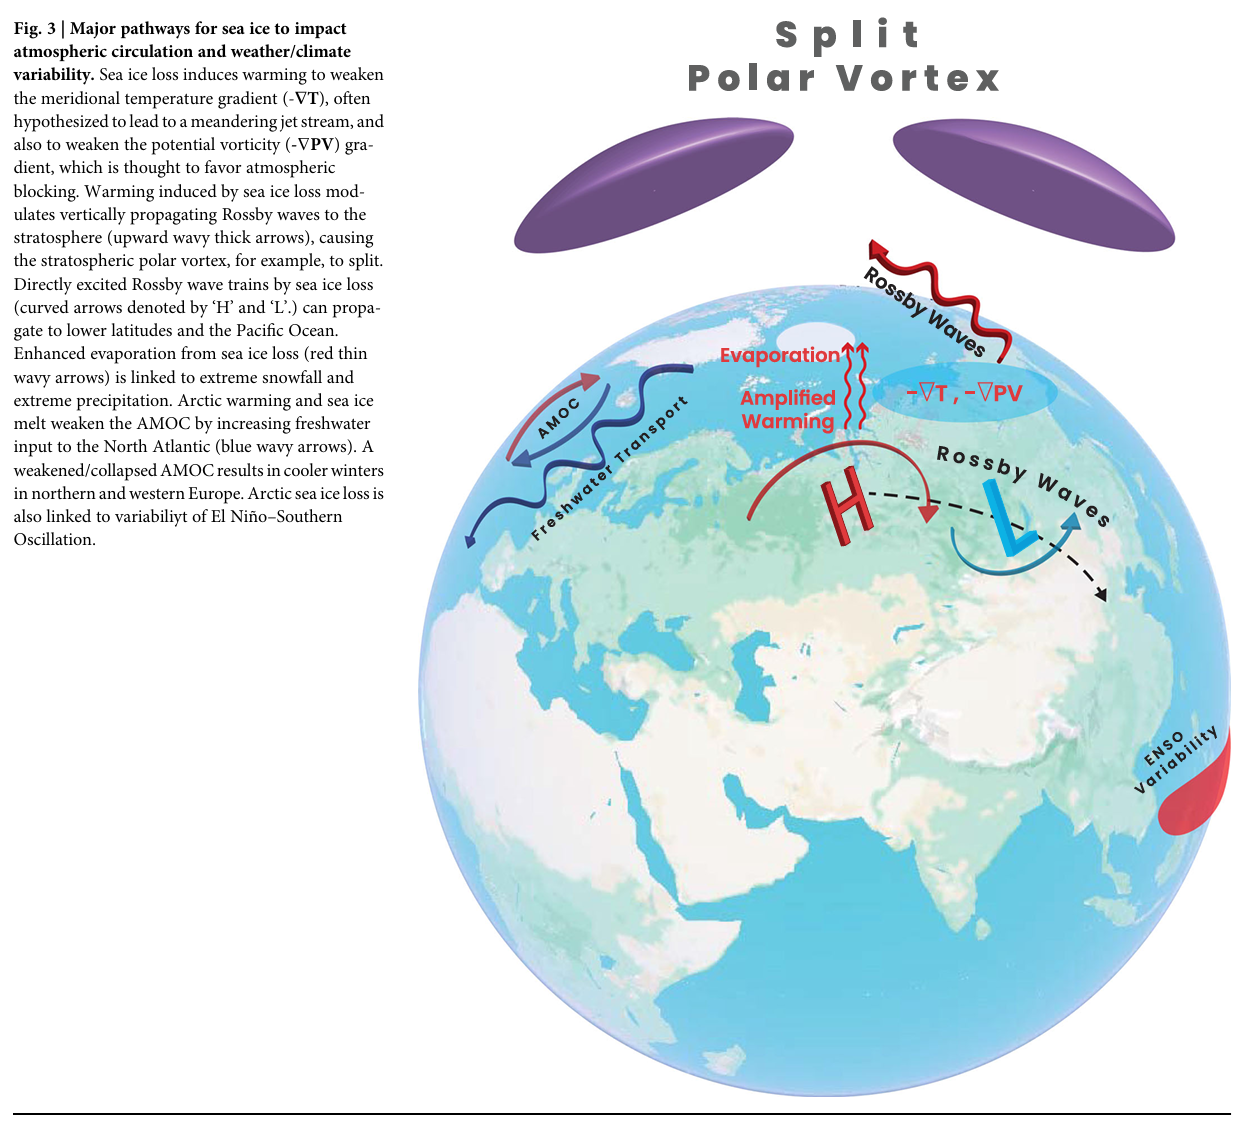 Fig. 3 | Major pathways for sea ice to impact
atmospheric circulation and weather/climate
variability. Sea ice loss induces warming to weaken
the meridional temperature gradient (-∇T), often
hypothesized to lead to a meandering jet stream, and
also to weaken the potential vorticity (-∇PV) gra-
dient, which is thought to favor atmospheric
blocking. Warming induced by sea ice loss mod-
ulates vertically propagating Rossby waves to the
stratosphere (upward wavy thick arrows), causing
the stratospheric polar vortex, for example, to split.
Directly excited Rossby wave trains by sea ice loss
(curved arrows denoted by ‘H’ and ‘L’.) can propa-
gate to lower latitudes and the Pacific Ocean.
Enhanced evaporation from sea ice loss (red thin
wavy arrows) is linked to extreme snowfall and
extreme precipitation. Arctic warming and sea ice
melt weaken the AMOC by increasing freshwater
input to the North Atlantic (blue wavy arrows). A
weakened/collapsed AMOC results in cooler winters
in northern and western Europe. Arctic sea ice loss is
also linked to variabiliyt of El Niño–Southern
Oscillation.
Split
Polar Vortex
Rossby Waves
Evaporation
Amplified
Warming
-∇T , -∇PV
AMOC
Freshwater Transport
Rossby Waves
H
L
ENSO
Variability